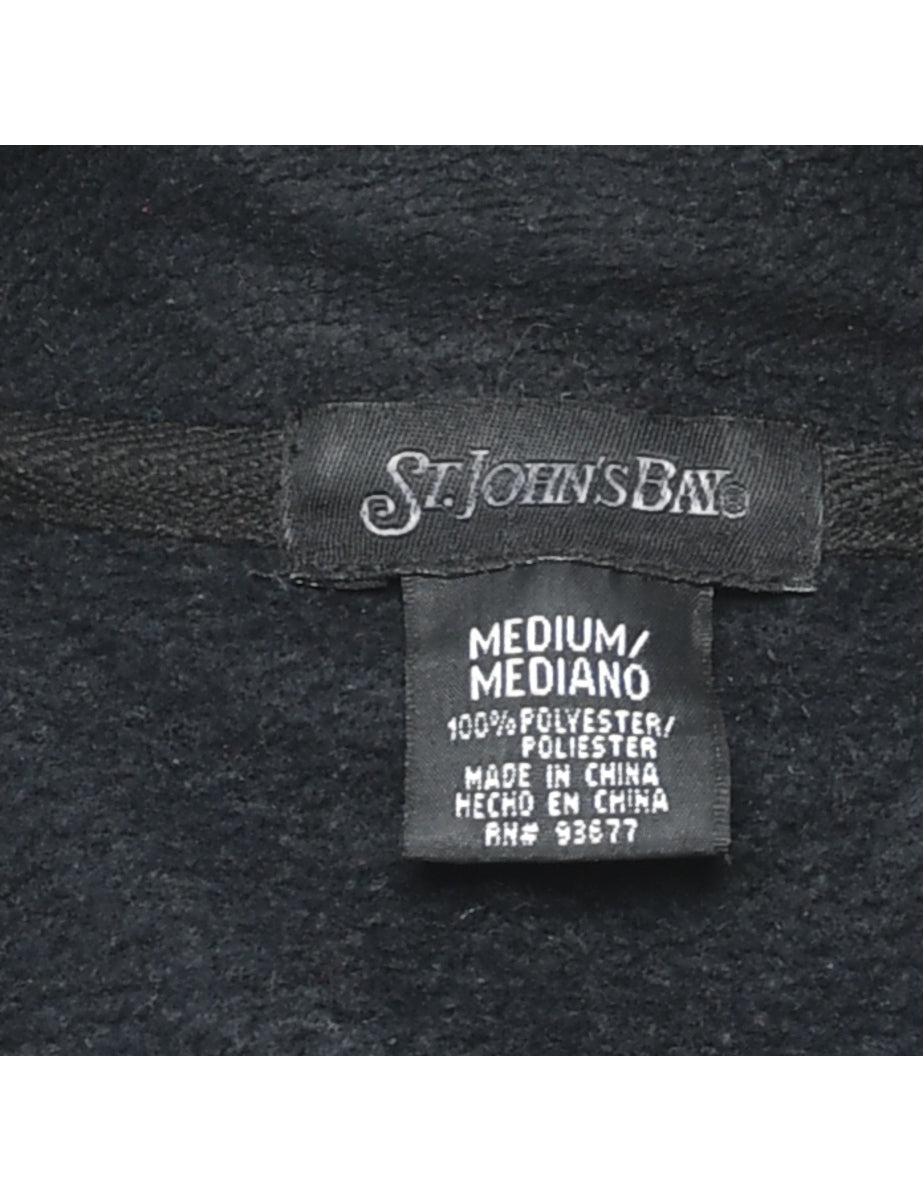 ST. JOHN'S BAY®
MEDIUM/
MEDIANO
100% POLYESTER/
POLIESTER
MADE IN CHINA
HECHO EN CHINA
RN# 93677